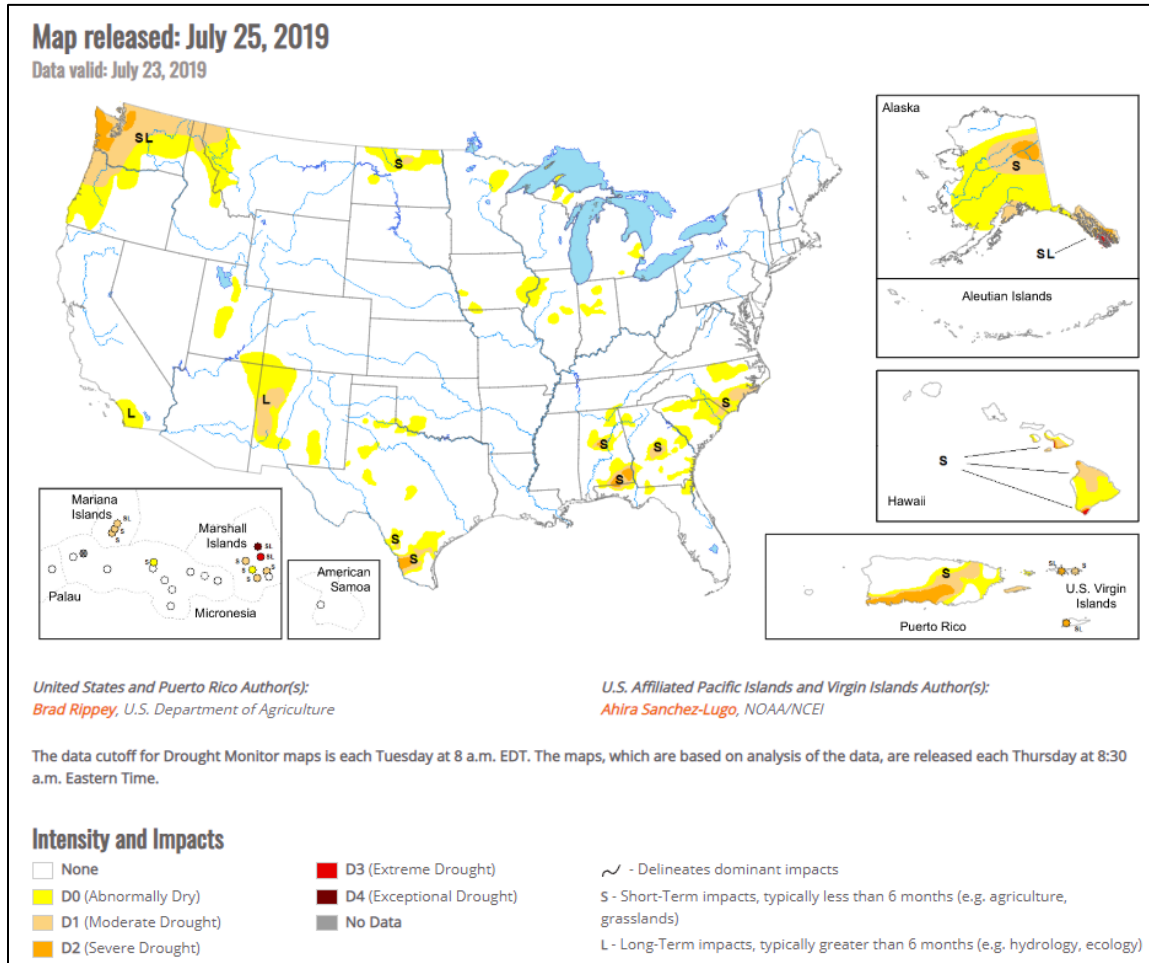 Map released: July 25, 2019
Data valid: July 23, 2019
Alaska
S L
S
S
SL
Aleutian Islands
L
L
S
S
S
S
S
S
S
Hawaii
Mariana
Islands
SL
S
S
Marshall
Islands
SL
SL
S
S
S
S
S
Palau
Micronesia
American
Samoa
S
SL
S
U.S. Virgin
Islands
SL
Puerto Rico
United States and Puerto Rico Author(s):
Brad Rippey, U.S. Department of Agriculture
U.S. Affiliated Pacific Islands and Virgin Islands Author(s):
Ahira Sanchez-Lugo, NOAA/NCEI
The data cutoff for Drought Monitor maps is each Tuesday at 8 a.m. EDT. The maps, which are based on analysis of the data, are released each Thursday at 8:30
a.m. Eastern Time.
Intensity and Impacts
None
D0 (Abnormally Dry)
D1 (Moderate Drought)
D2 (Severe Drought)
D3 (Extreme Drought)
D4 (Exceptional Drought)
No Data
- Delineates dominant impacts
S - Short-Term impacts, typically less than 6 months (e.g. agriculture,
grasslands)
L - Long-Term impacts, typically greater than 6 months (e.g. hydrology, ecology)